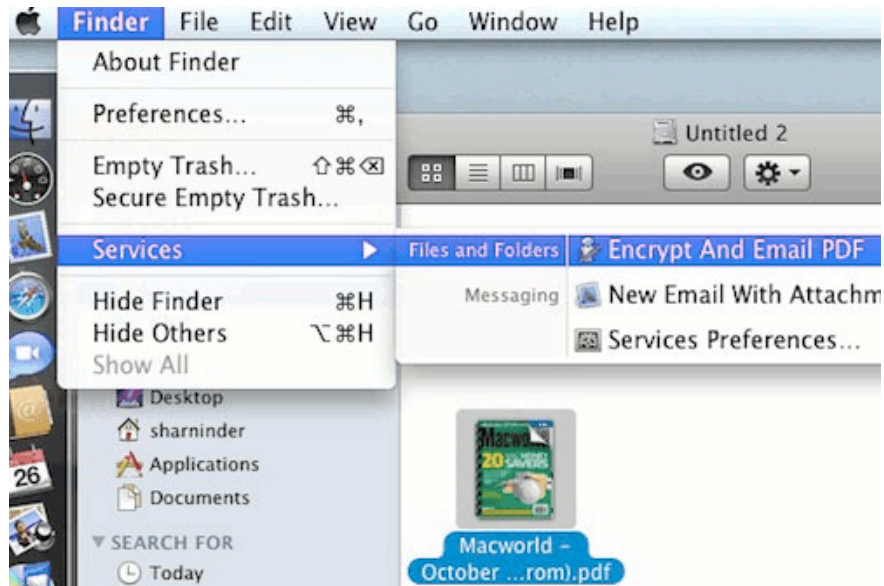 Finder File Edit View Go Window Help
About Finder
Preferences... ⌘,
Empty Trash... ⇧⌘⌫
Secure Empty Trash...
Services
Hide Finder ⌘H
Hide Others ⌥⌘H
Show All
Files and Folders Encrypt And Email PDF
Messaging New Email With Attachm
Services Preferences...
Untitled 2
Desktop
sharninder
Applications
Documents
SEARCH FOR
Today
26
Macworld
20 MONEY
SAVERS
Macworld –
October ...rom).pdf